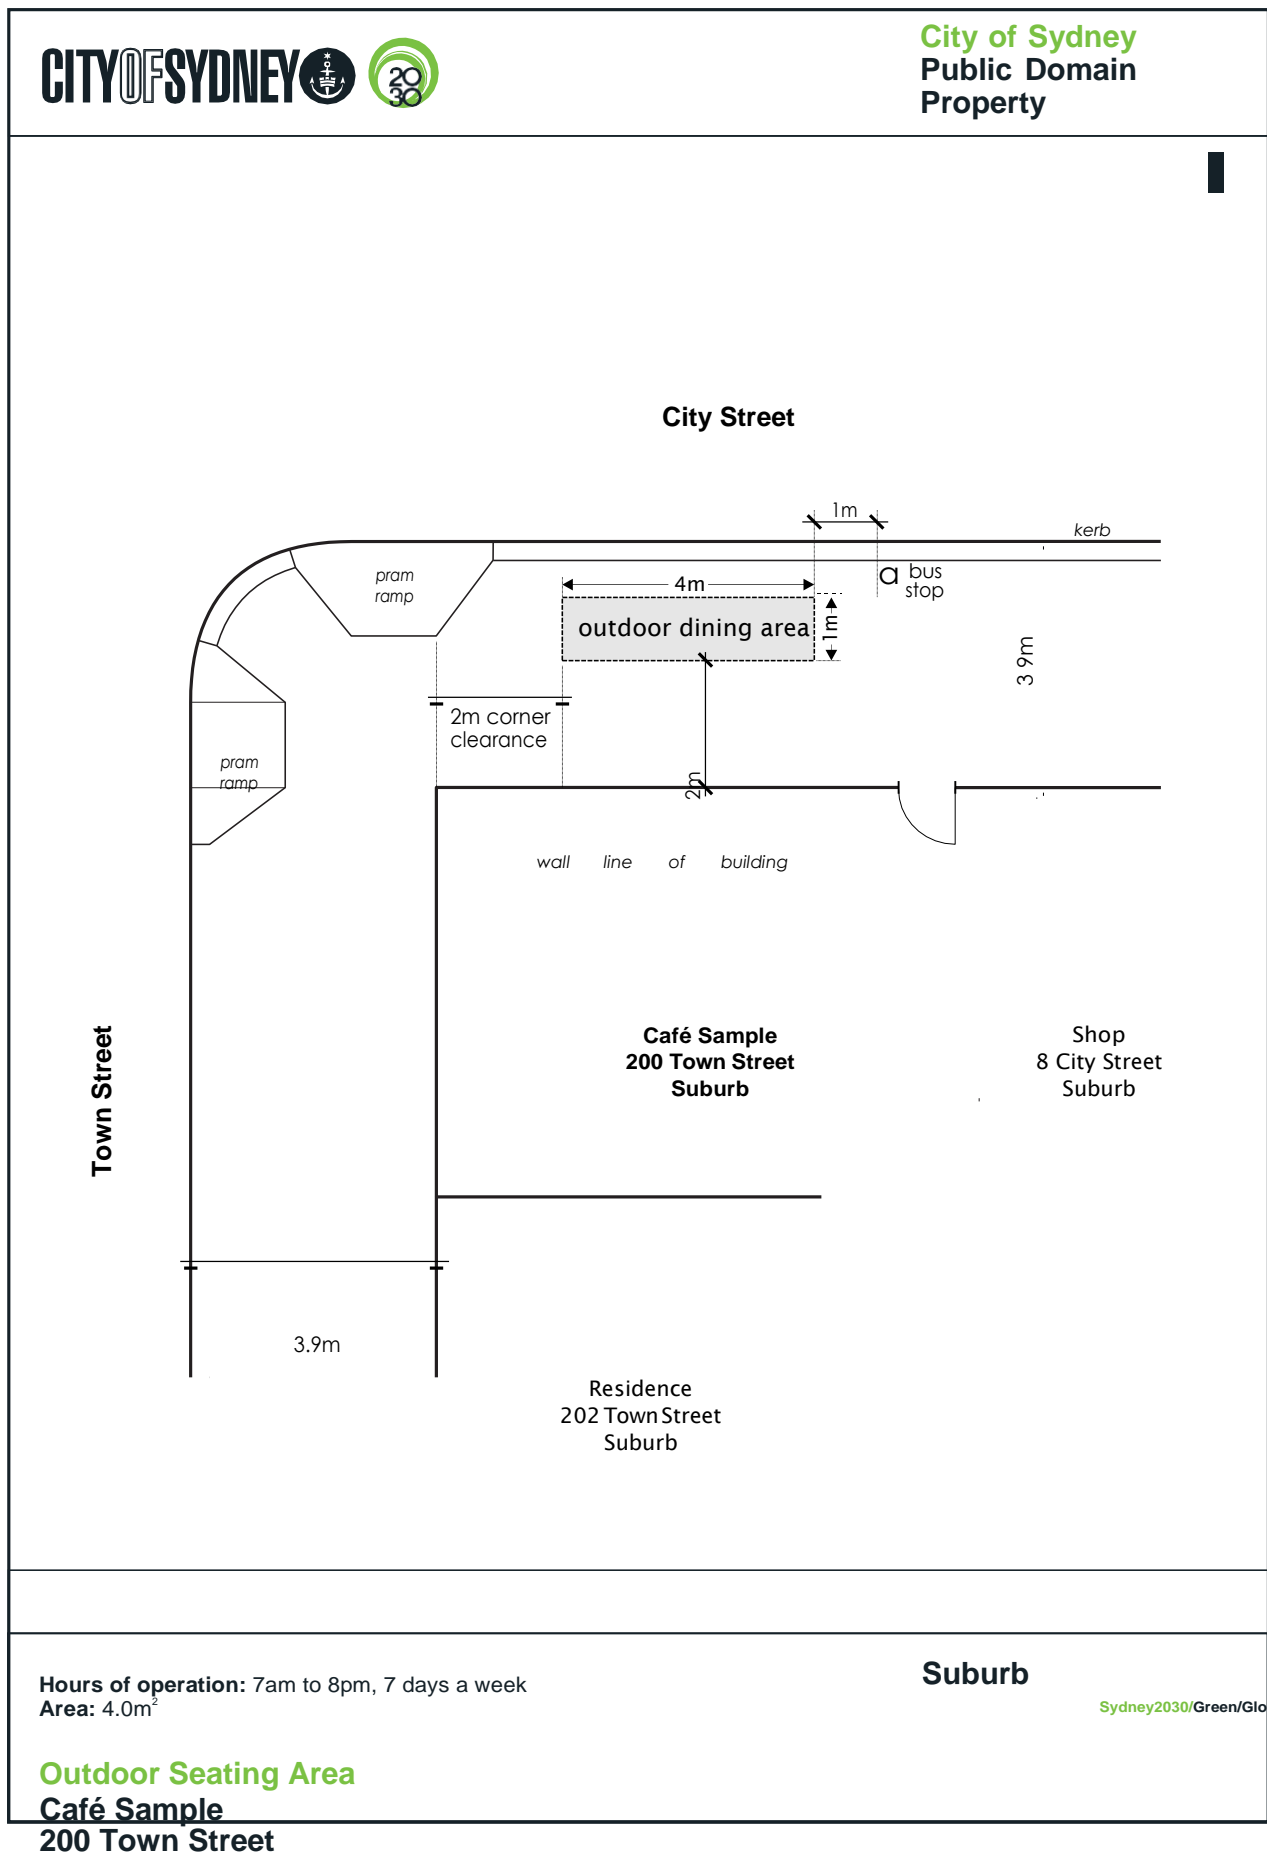 CITYOFSYDNEY
20
30
City of Sydney
Public Domain
Property
City Street
1m
kerb
pram
ramp
a bus
stop
4m
outdoor dining area
1m
3 9m
2m corner
clearance
pram
ramp
2m
wall line of building
Town Street
Café Sample
200 Town Street
Suburb
Shop
8 City Street
Suburb
3.9m
Residence
202 Town Street
Suburb
Hours of operation: 7am to 8pm, 7 days a week
Area: 4.0m²
Suburb
Sydney2030/Green/Glo
Outdoor Seating Area
Café Sample
200 Town Street